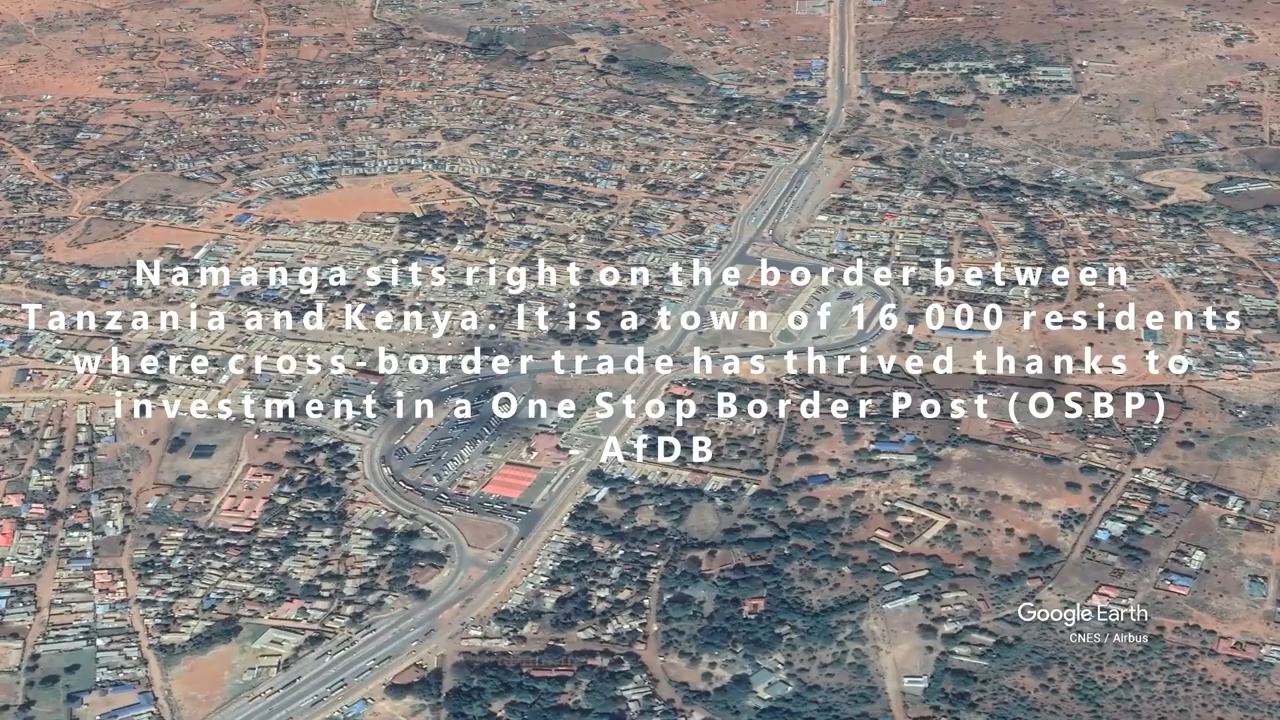 Namanga sits right on the border between
Tanzania and Kenya. It is a town of 16,000 residents
where cross-border trade has thrived thanks to
investment in a One Stop Border Post (OSBP)
- AfDB
Google Earth
CNES / Airbus